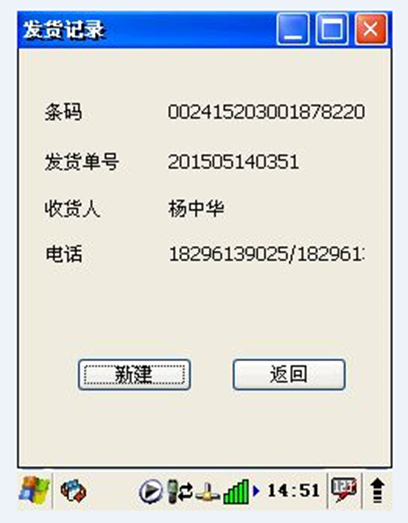 发货记录
条码 002415203001878220
发货单号 201505140351
收货人 杨中华
电话 18296139025/182961
新建 返回
14:51 123